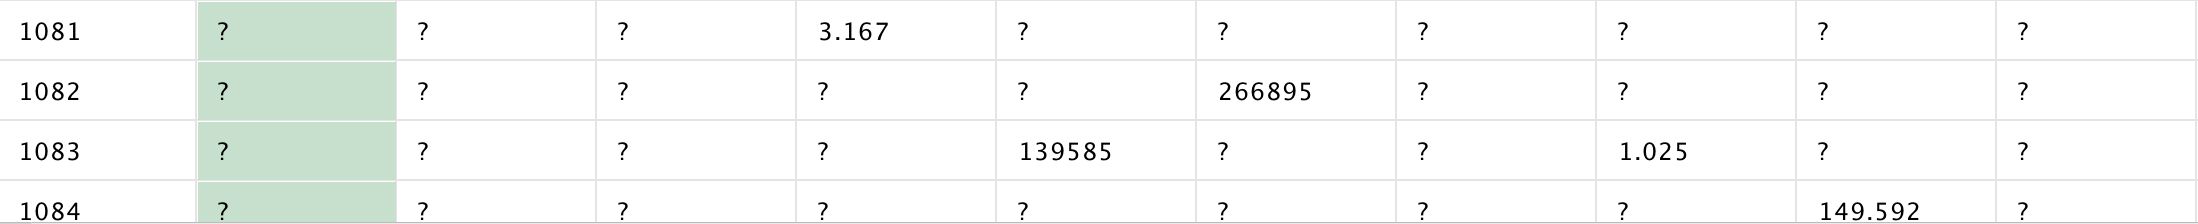 1081 ? ? ? 3.167 ? ? ? ? ? ?
1082 ? ? ? ? ? 266895 ? ? ? ?
1083 ? ? ? ? 139585 ? ? 1.025 ? ?
1084 ? ? ? ? ? ? ? ? 149.592 ?